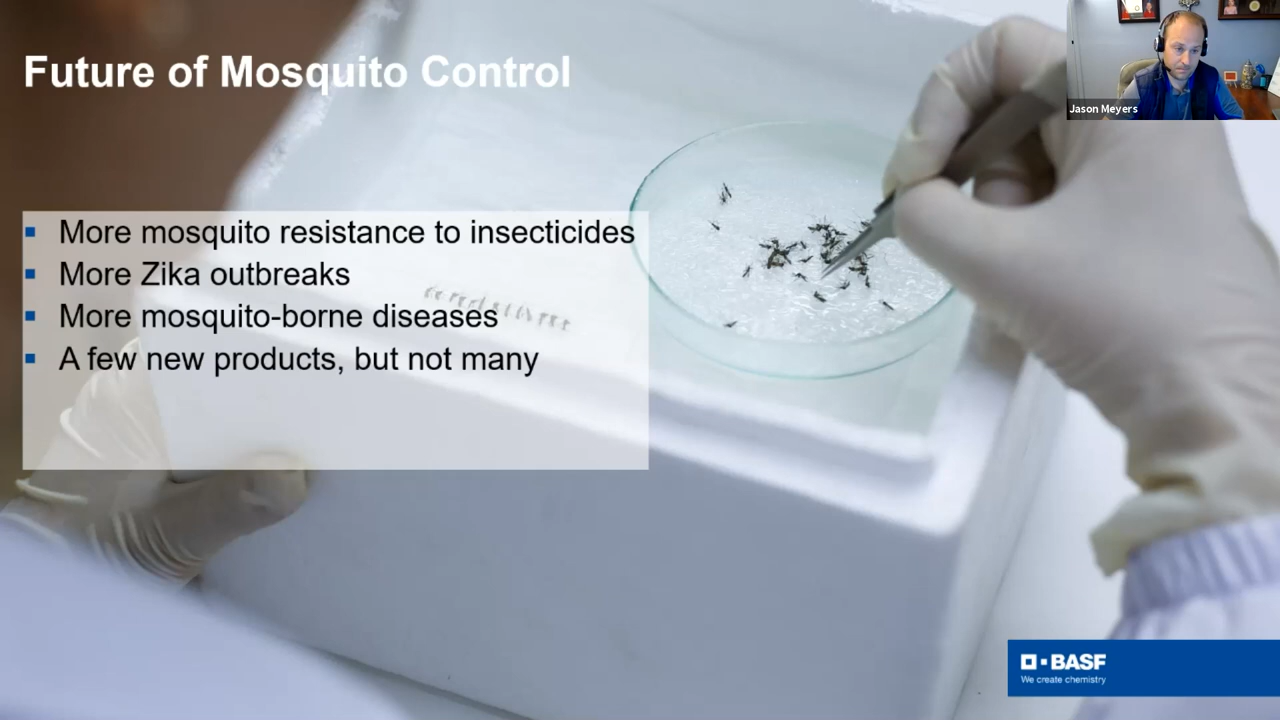 Future of Mosquito Control
Jason Meyers
More mosquito resistance to insecticides
More Zika outbreaks
More mosquito-borne diseases
A few new products, but not many
BASF
We create chemistry